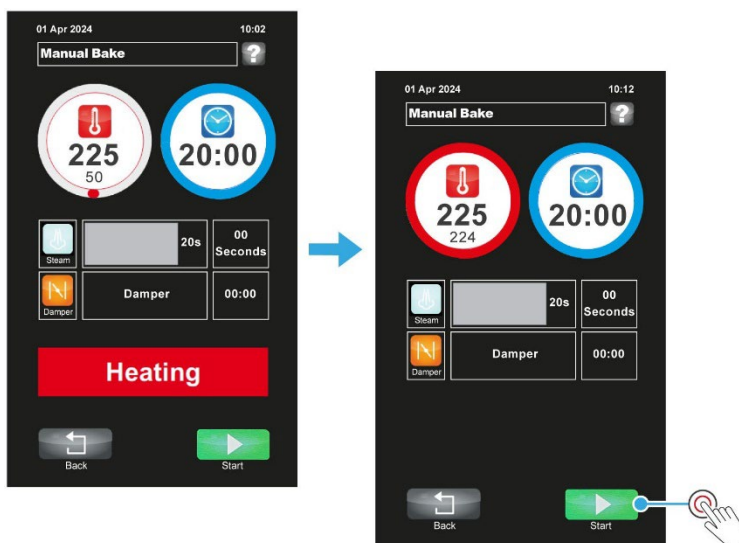 01 Apr 2024 10:02
Manual Bake ?
225 20:00
50
Steam 20s 00 Seconds
Damper Damper 00:00
Heating
Back Start
01 Apr 2024 10:12
Manual Bake ?
225 20:00
224
Steam 20s 00 Seconds
Damper Damper 00:00
Back Start